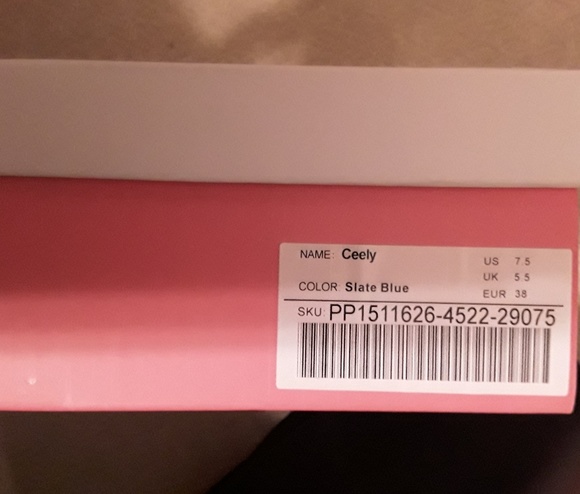 NAME: Ceely
US 7.5
UK 5.5
COLOR Slate Blue
EUR 38
SKU: PP1511626-4522-29075